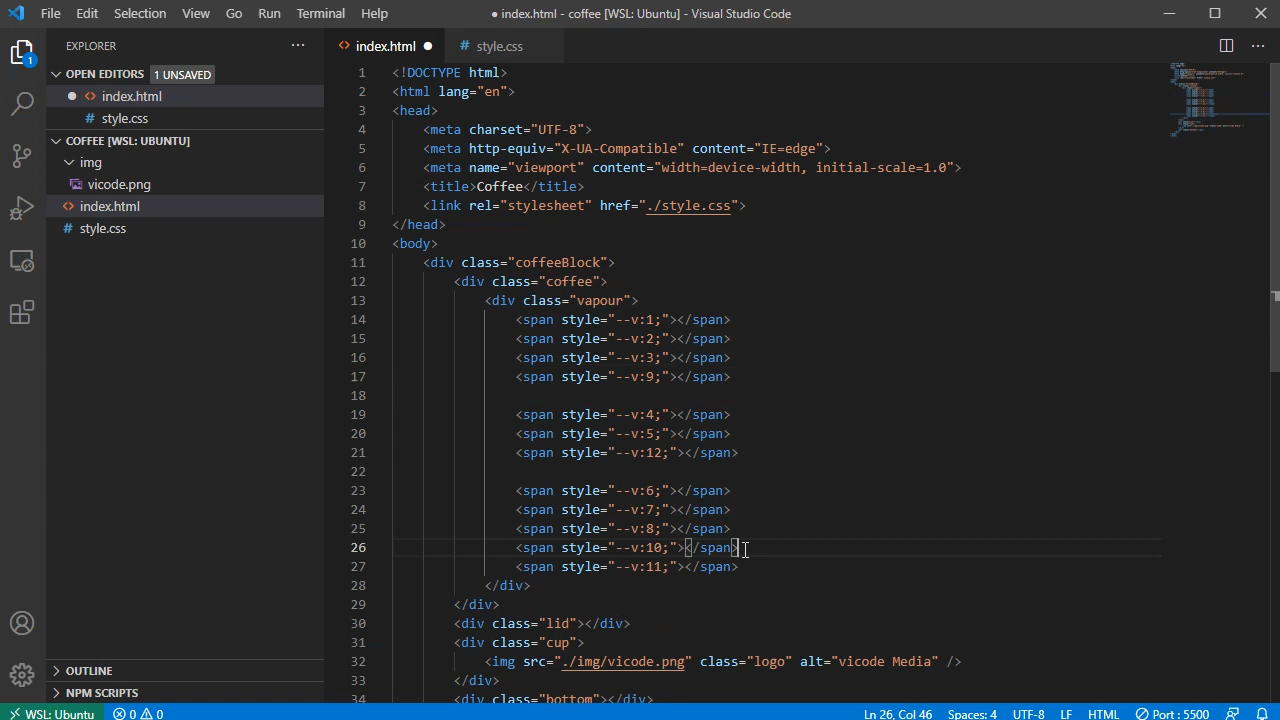 File Edit Selection View Go Run Terminal Help ● index.html - coffee [WSL: Ubuntu] - Visual Studio Code
EXPLORER
index.html
style.css
OPEN EDITORS 1 UNSAVED
index.html
style.css
COFFEE [WSL: UBUNTU]
img
vicode.png
index.html
style.css
OUTLINE
NPM SCRIPTS
1 <!DOCTYPE html>
2 <html lang="en">
3 <head>
4 <meta charset="UTF-8">
5 <meta http-equiv="X-UA-Compatible" content="IE=edge">
6 <meta name="viewport" content="width=device-width, initial-scale=1.0">
7 <title>Coffee</title>
8 <link rel="stylesheet" href="./style.css">
9 </head>
10 <body>
11 <div class="coffeeBlock">
12 <div class="coffee">
13 <div class="vapour">
14 <span style="--v:1;"></span>
15 <span style="--v:2;"></span>
16 <span style="--v:3;"></span>
17 <span style="--v:9;"></span>
18
19 <span style="--v:4;"></span>
20 <span style="--v:5;"></span>
21 <span style="--v:12;"></span>
22
23 <span style="--v:6;"></span>
24 <span style="--v:7;"></span>
25 <span style="--v:8;"></span>
26 <span style="--v:10;"></span>
27 <span style="--v:11;"></span>
28 </div>
29 </div>
30 <div class="lid"></div>
31 <div class="cup">
32 <img src="./img/vicode.png" class="logo" alt="vicode Media" />
33 </div>
34 <div class="bottom"></div>
1
WSL: Ubuntu 0 0 Ln 26, Col 46 Spaces: 4 UTF-8 LF HTML Port : 5500